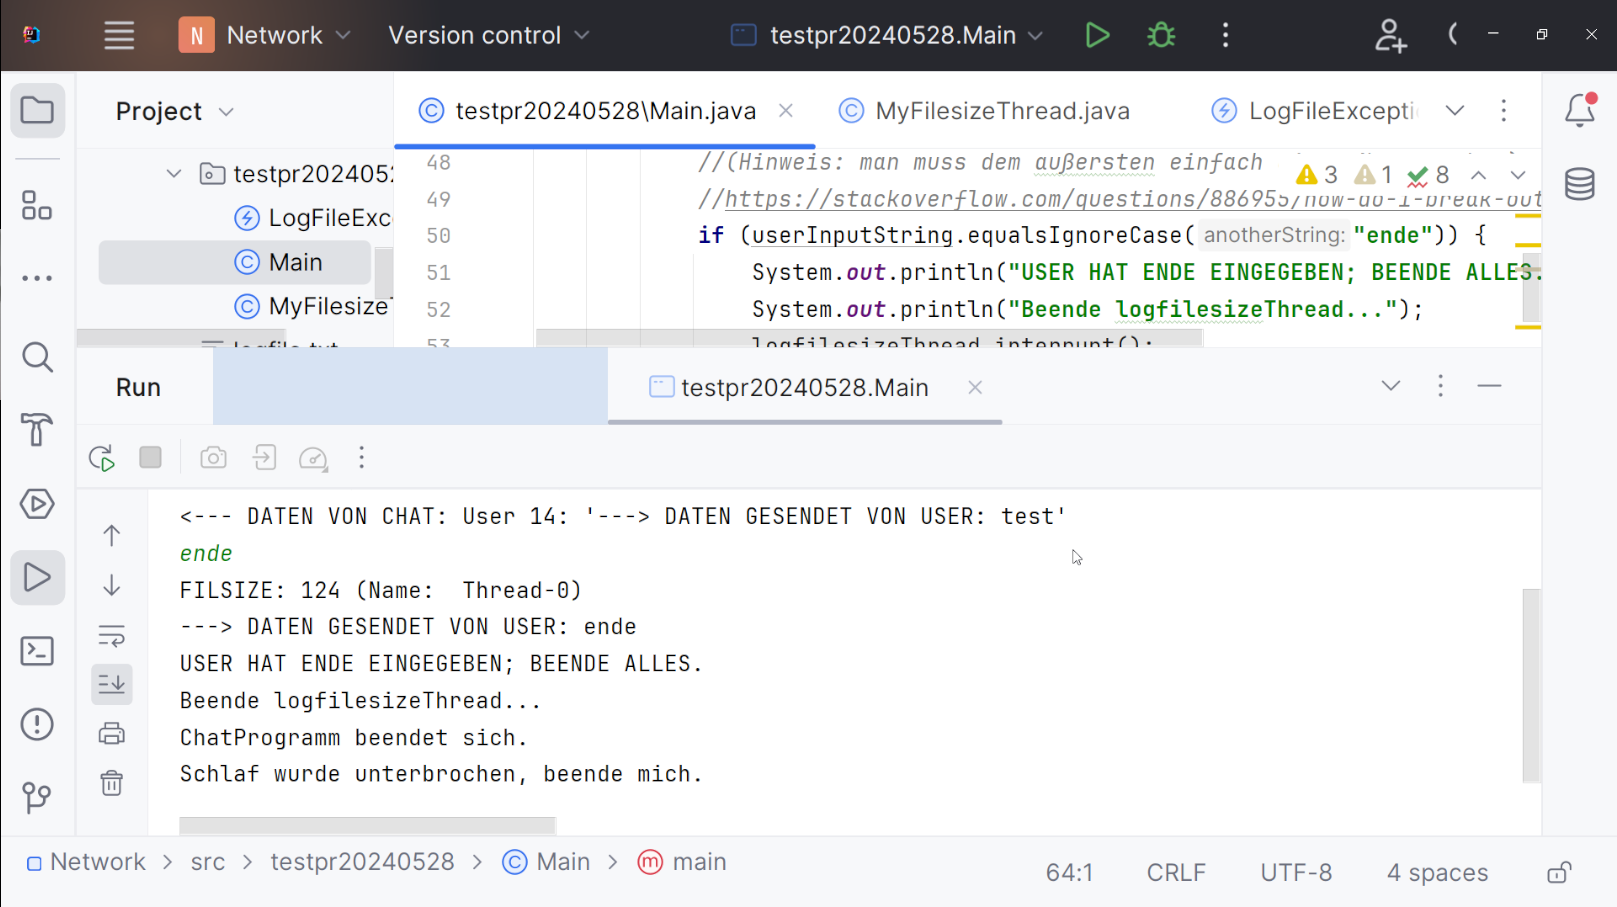 N Network Version control testpr20240528.Main
Project testpr20240528\Main.java MyFilesizeThread.java LogFileExcepti
testpr2024052
LogFileExc
Main
MyFilesize
48 //(Hinweis: man muss dem außersten einfach
3 1 8
49 //https://stackoverflow.com/questions/886955/how-do-i-break-out
50 if (userInputString.equalsIgnoreCase( anotherString: "ende")) {
51 System.out.println("USER HAT ENDE EINGEGEBEN; BEENDE ALLES.
52 System.out.println("Beende logfilesizeThread...");
53 logfilesizeThread.interrupt();
logfile.txt
Run testpr20240528.Main
<--- DATEN VON CHAT: User 14: '---> DATEN GESENDET VON USER: test'
ende
FILSIZE: 124 (Name:  Thread-0)
---> DATEN GESENDET VON USER: ende
USER HAT ENDE EINGEGEBEN; BEENDE ALLES.
Beende logfilesizeThread...
ChatProgramm beendet sich.
Schlaf wurde unterbrochen, beende mich.
Network > src > testpr20240528 > Main > main
64:1 CRLF UTF-8 4 spaces